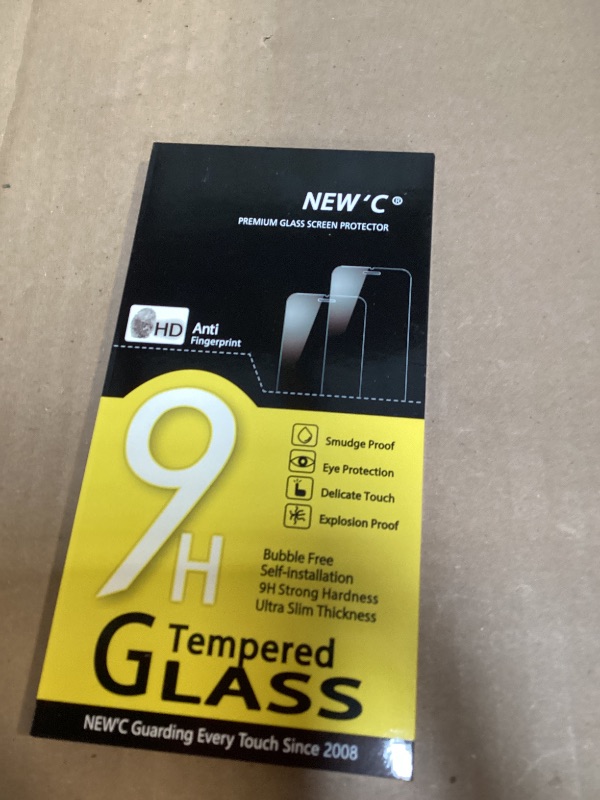 NEW'C ®
PREMIUM GLASS SCREEN PROTECTOR
HD
Anti
Fingerprint
9H
Smudge Proof
Eye Protection
Delicate Touch
Explosion Proof
Bubble Free
Self-installation
9H Strong Hardness
Ultra Slim Thickness
Tempered
GLASS
NEW'C Guarding Every Touch Since 2008